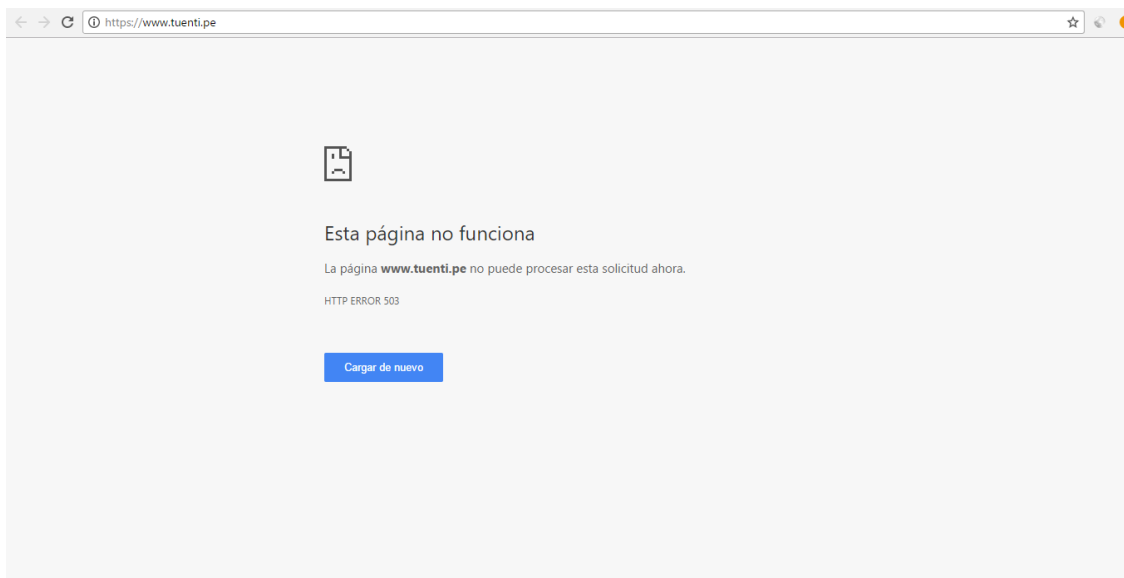 https://www.tuenti.pe
Esta página no funciona
La página www.tuenti.pe no puede procesar esta solicitud ahora.
HTTP ERROR 503
Cargar de nuevo